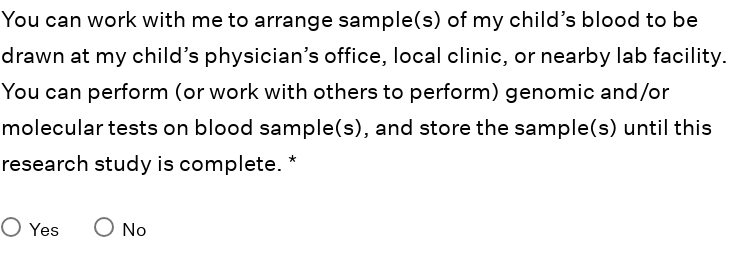 You can work with me to arrange sample(s) of my child’s blood to be
drawn at my child’s physician’s office, local clinic, or nearby lab facility.
You can perform (or work with others to perform) genomic and/or
molecular tests on blood sample(s), and store the sample(s) until this
research study is complete. *
Yes No